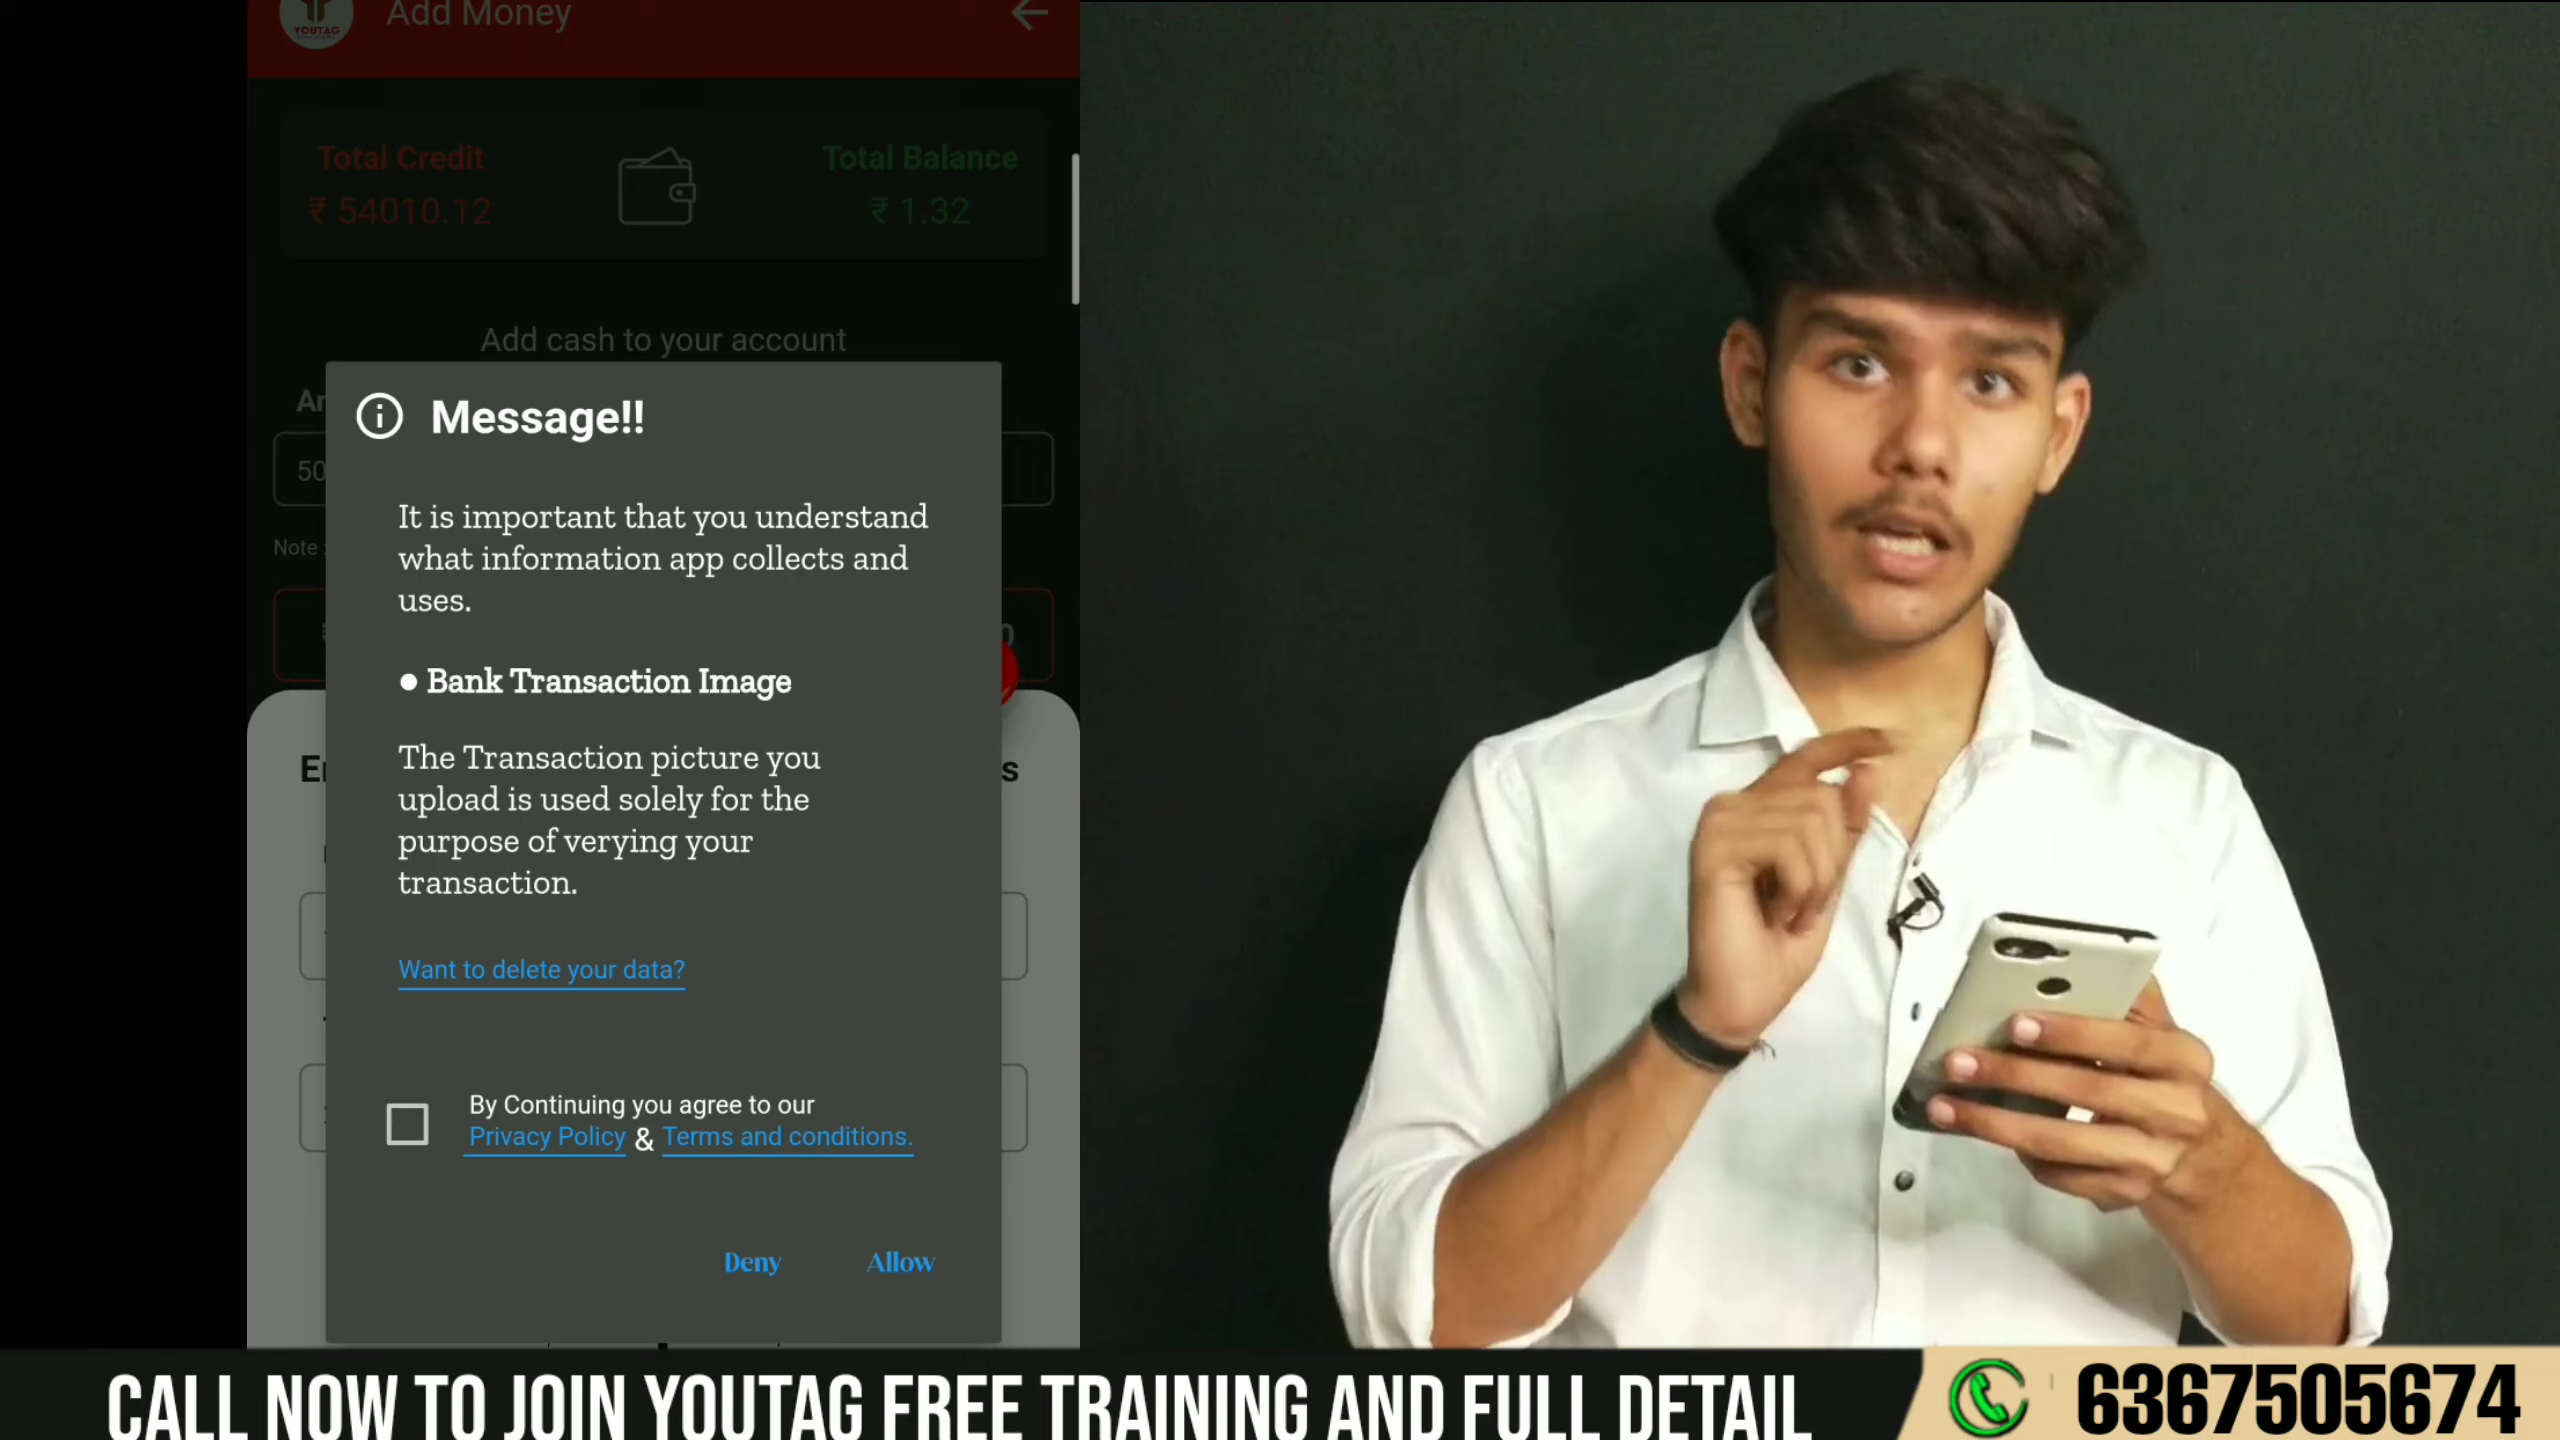 YOUTAG
Add Money
Total Credit
₹ 54010.12
Total Balance
₹ 1.32
Add cash to your account
50
Note :
Message!!
It is important that you understand
what information app collects and
uses.
● Bank Transaction Image
The Transaction picture you
upload is used solely for the
purpose of verying your
transaction.
Want to delete your data?
By Continuing you agree to our
Privacy Policy & Terms and conditions.
Deny
Allow
CALL NOW TO JOIN YOUTAG FREE TRAINING AND FULL DETAIL
6367505674